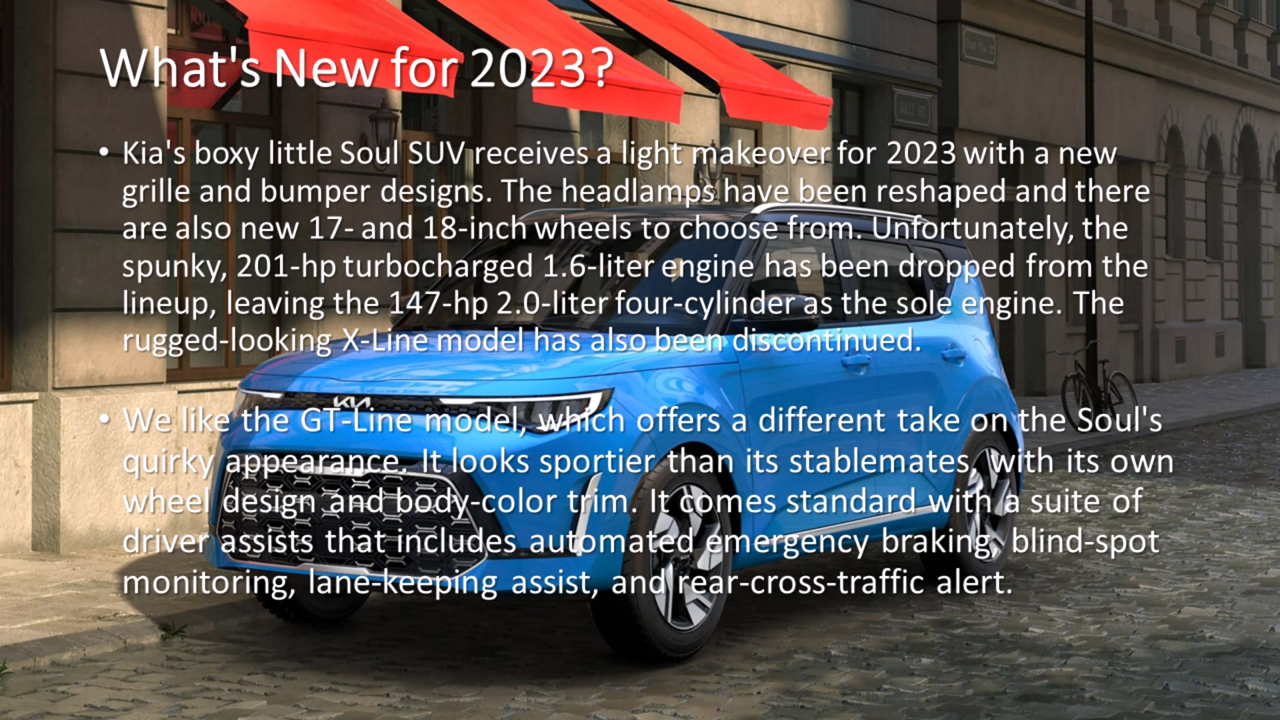 What's New for 2023?
• Kia's boxy little Soul SUV receives a light makeover for 2023 with a new
grille and bumper designs. The headlamps have been reshaped and there
are also new 17- and 18-inch wheels to choose from. Unfortunately, the
spunky, 201-hp turbocharged 1.6-liter engine has been dropped from the
lineup, leaving the 147-hp 2.0-liter four-cylinder as the sole engine. The
rugged-looking X-Line model has also been discontinued.
• We like the GT-Line model, which offers a different take on the Soul's
quirky appearance. It looks sportier than its stablemates, with its own
wheel design and body-color trim. It comes standard with a suite of
driver assists that includes automated emergency braking, blind-spot
monitoring, lane-keeping assist, and rear-cross-traffic alert.